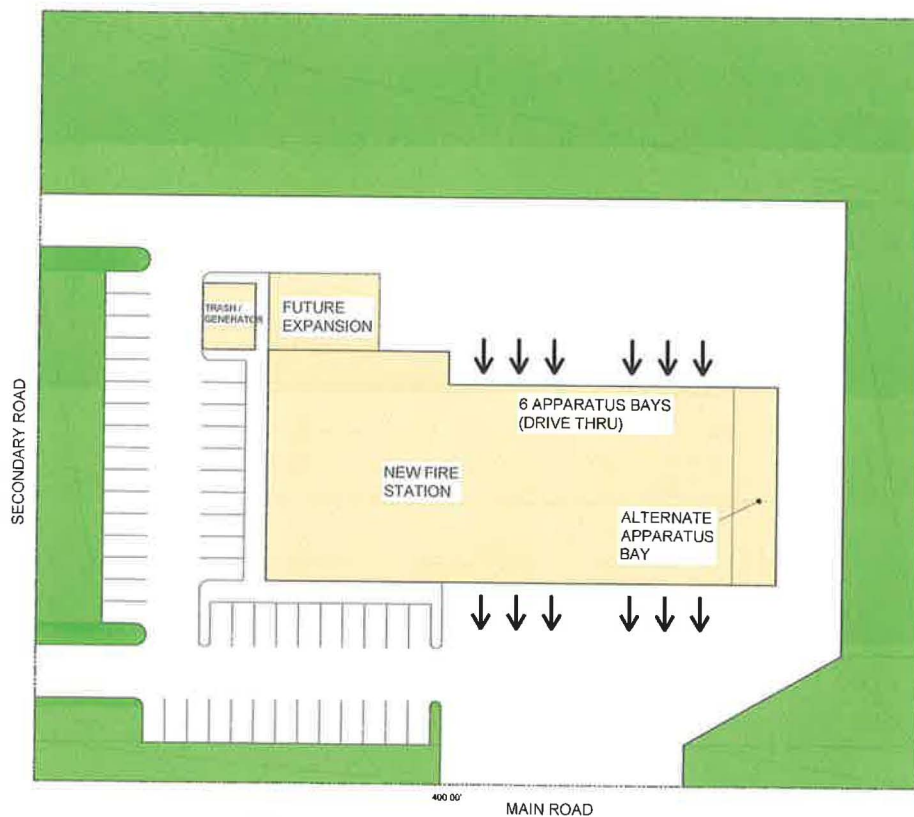 TRASH /
GENERATOR
FUTURE
EXPANSION
6 APPARATUS BAYS
(DRIVE THRU)
NEW FIRE
STATION
ALTERNATE
APPARATUS
BAY
SECONDARY ROAD
400.00'
MAIN ROAD